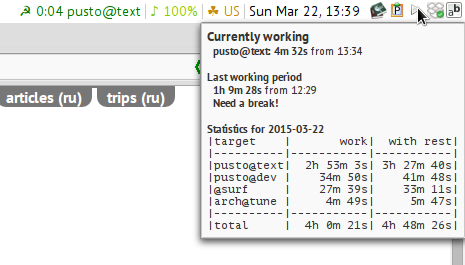 0:04 pusto@text 100% US Sun Mar 22, 13:39 P ab
articles (ru) trips (ru)
Currently working
pusto@text: 4m 32s from 13:34
Last working period
1h 9m 28s from 12:29
Need a break!
Statistics for 2015-03-22
|target | work| with rest|
|----------|-----------|-----------|
|pusto@text| 2h 53m 3s| 3h 27m 40s|
|pusto@dev | 34m 50s| 41m 48s|
|@surf | 27m 39s| 33m 11s|
|arch@tune | 4m 49s| 5m 47s|
|----------|-----------|-----------|
|total | 4h 0m 21s| 4h 48m 26s|